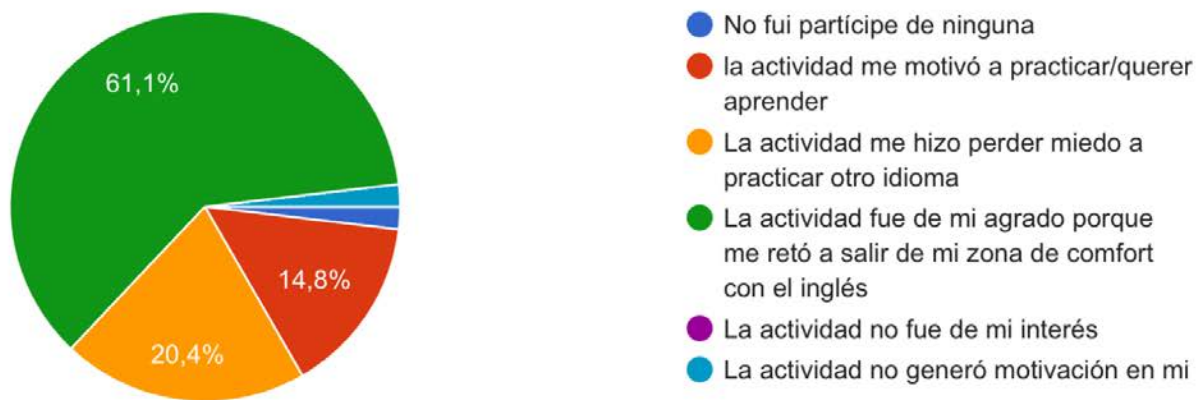 61,1%
14,8%
20,4%
No fui partícipe de ninguna
la actividad me motivó a practicar/querer
aprender
La actividad me hizo perder miedo a
practicar otro idioma
La actividad fue de mi agrado porque
me retó a salir de mi zona de comfort
con el inglés
La actividad no fue de mi interés
La actividad no generó motivación en mi